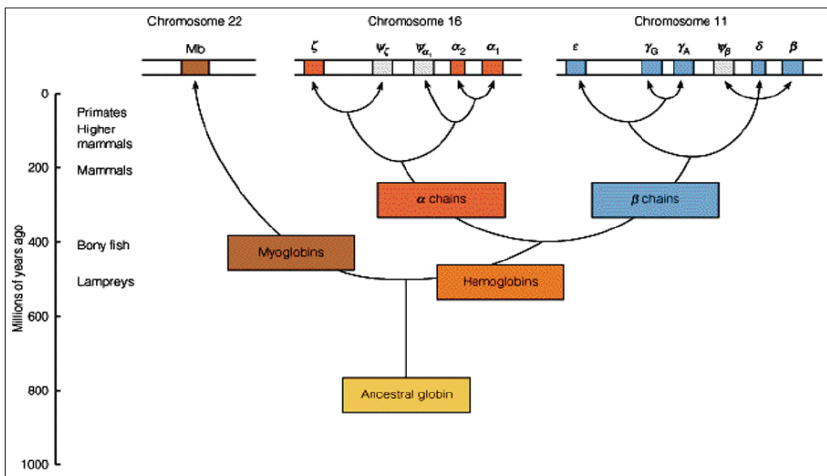 Chromosome 22 Chromosome 16 Chromosome 11
Mb ζ ψζ ψα1 α2 α1 ε γG γA ψβ δ β
0
Primates
Higher
mammals
200
Mammals
α chains β chains
400
Bony fish
Myoglobins
Lampreys
Hemoglobins
600
Millions of years ago
800
Ancestral globin
1000